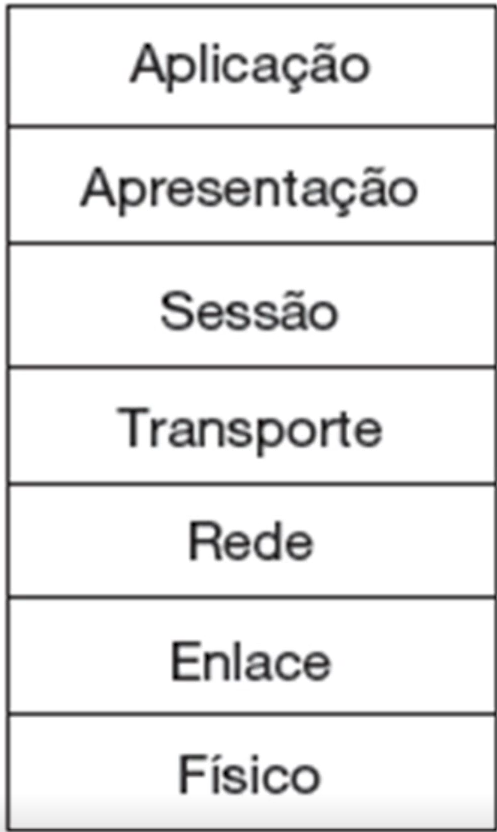 Aplicação
Apresentação
Sessão
Transporte
Rede
Enlace
Físico